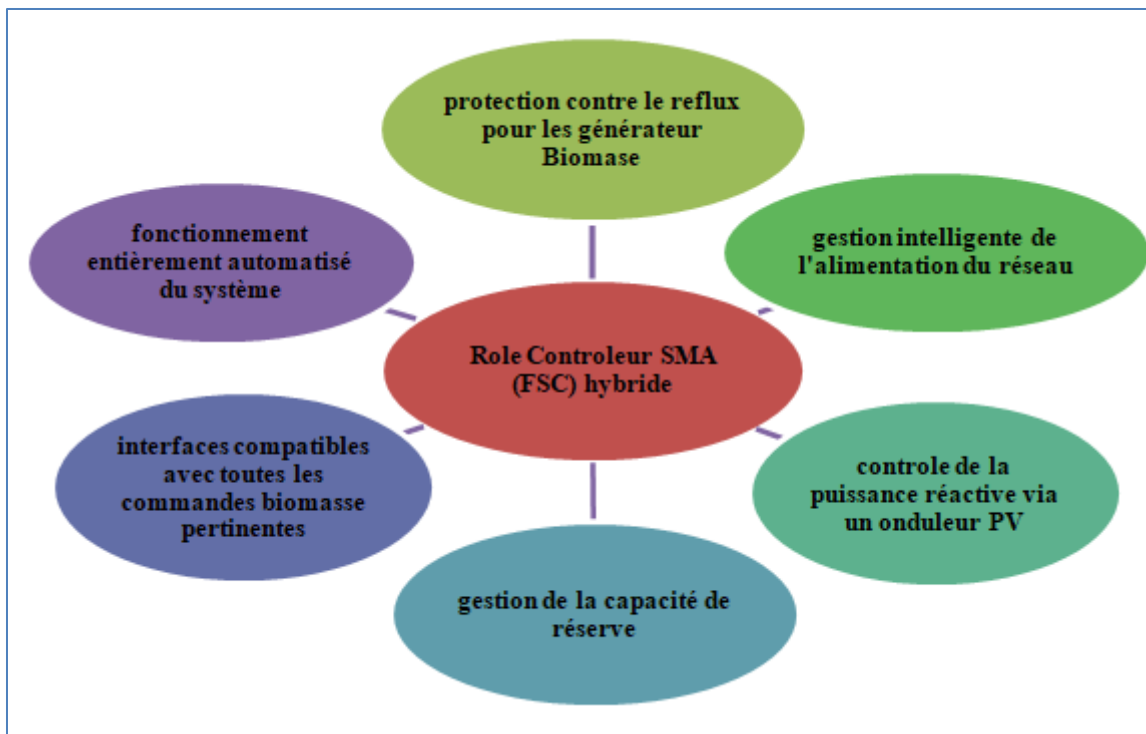 protection contre le reflux
pour les générateur
Biomase
fonctionnement
entièrement automatisé
du système
gestion intelligente de
l'alimentation du réseau
Role Controleur SMA
(FSC) hybride
interfaces compatibles
avec toutes les
commandes biomasse
pertinentes
controle de la
puissance réactive via
un onduleur PV
gestion de la capacité de
réserve